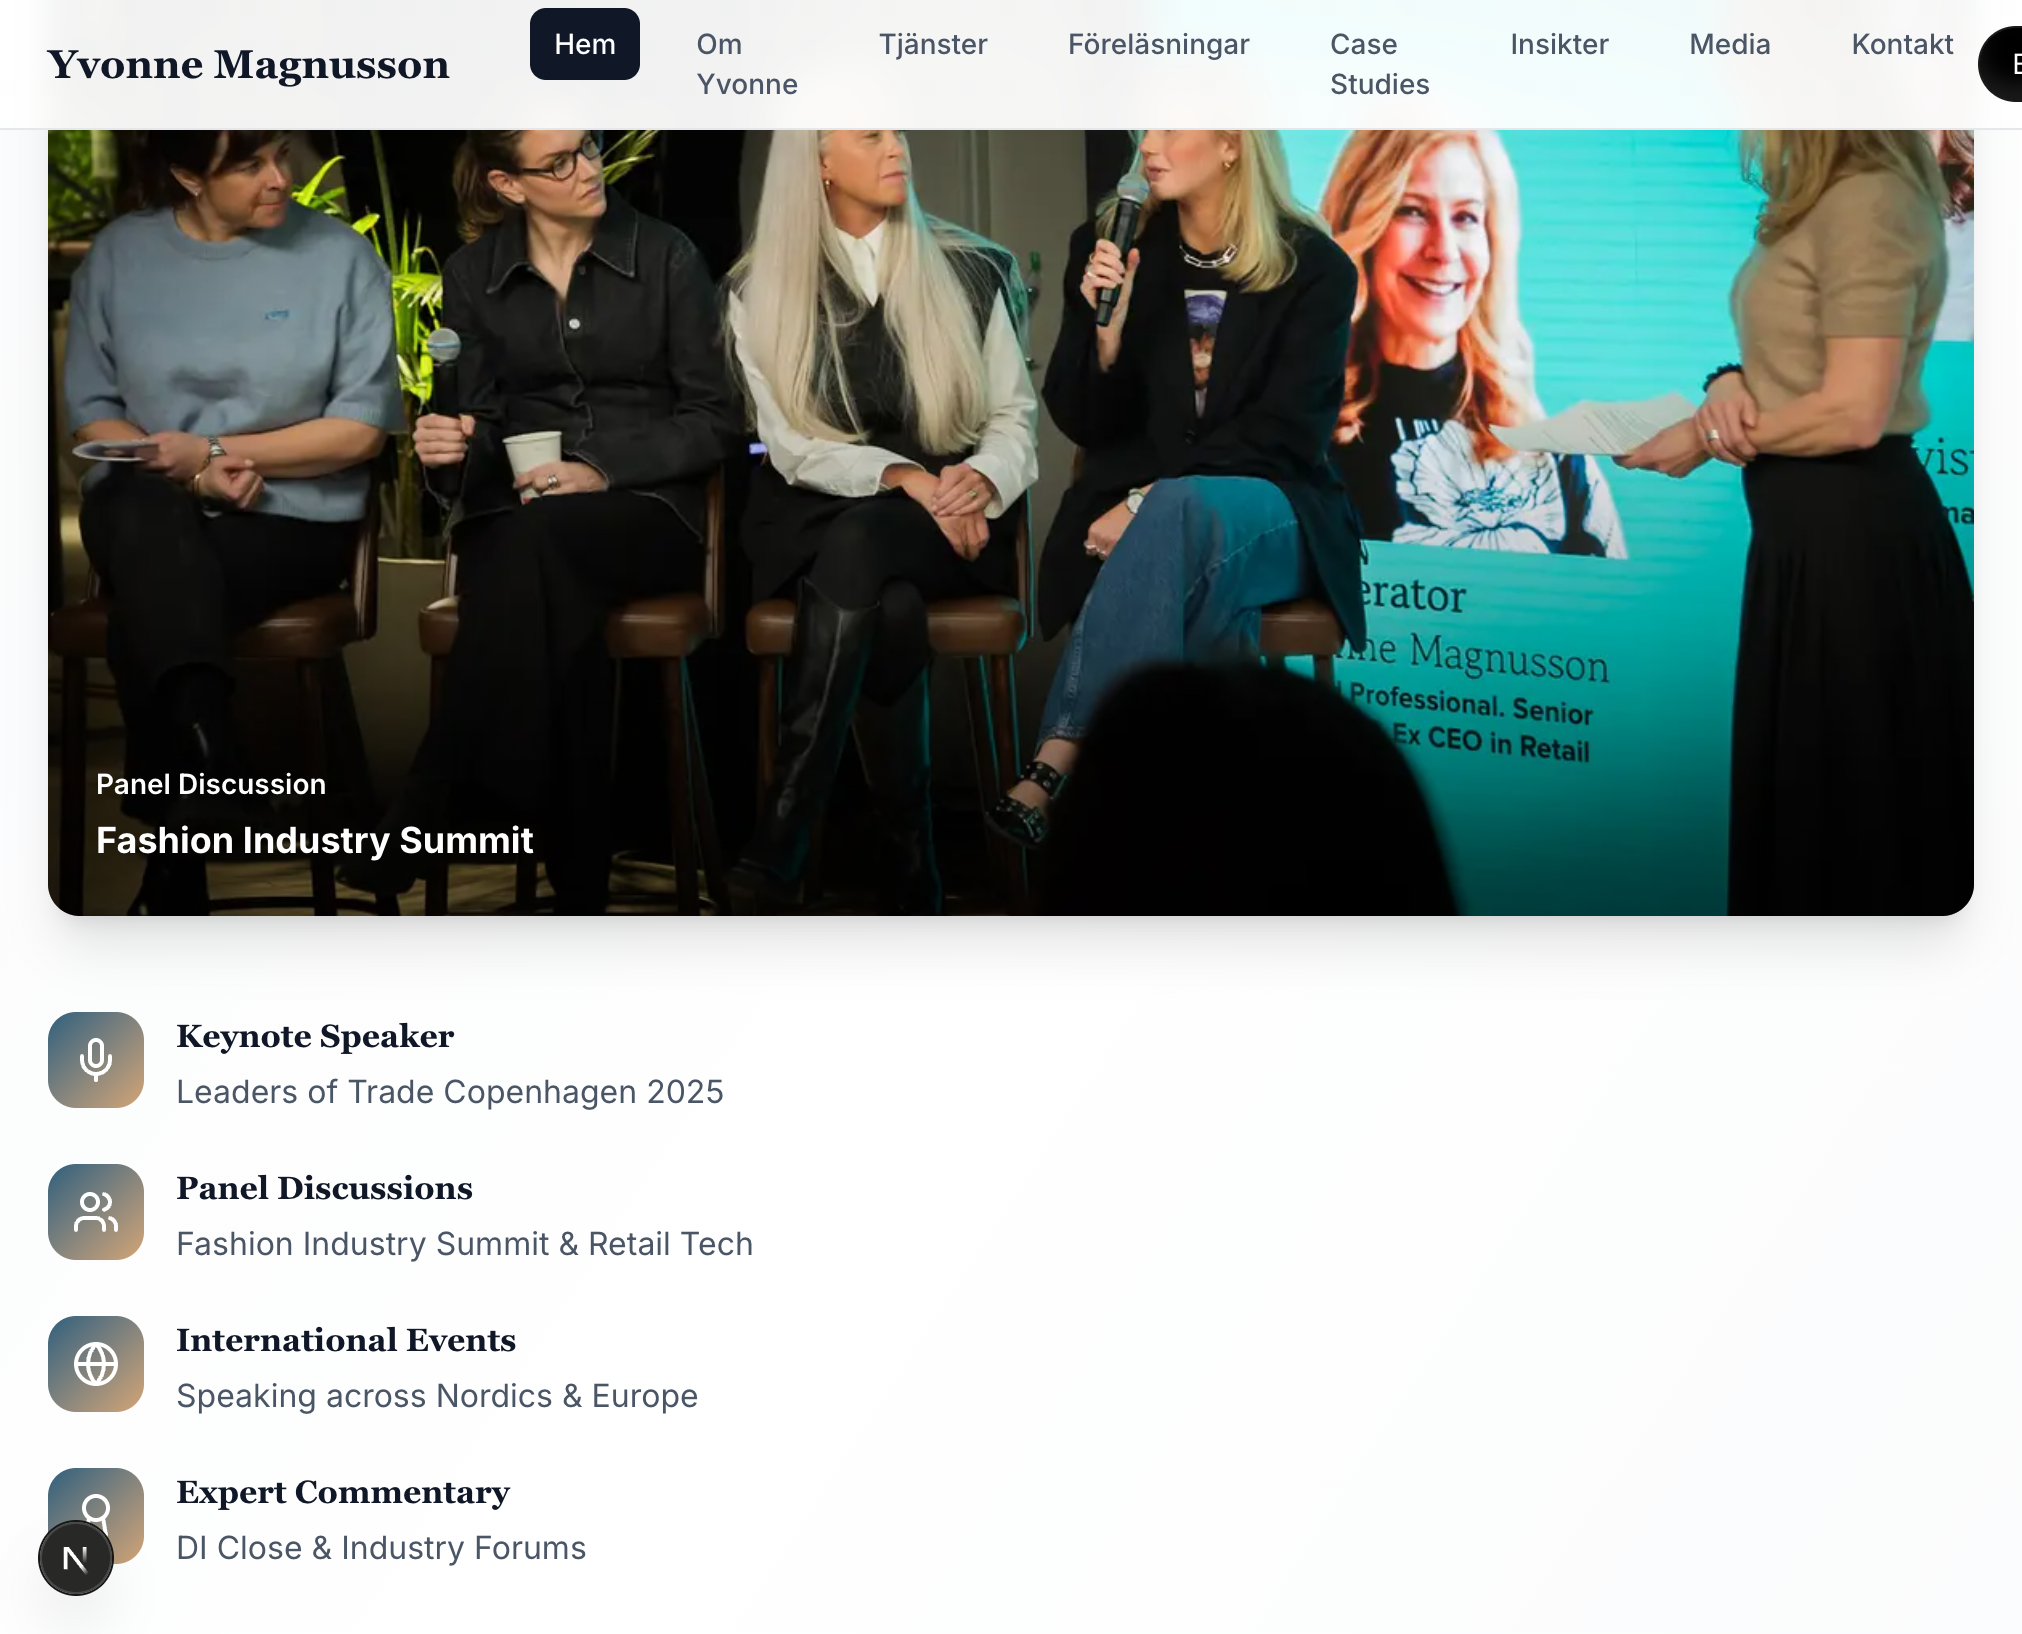 Yvonne Magnusson
Hem
Om
Yvonne
Tjänster
Föreläsningar
Case
Studies
Insikter
Media
Kontakt
erator
ne Magnusson
Professional. Senior
Ex CEO in Retail
Panel Discussion
Fashion Industry Summit
Keynote Speaker
Leaders of Trade Copenhagen 2025
Panel Discussions
Fashion Industry Summit & Retail Tech
International Events
Speaking across Nordics & Europe
Expert Commentary
DI Close & Industry Forums
N